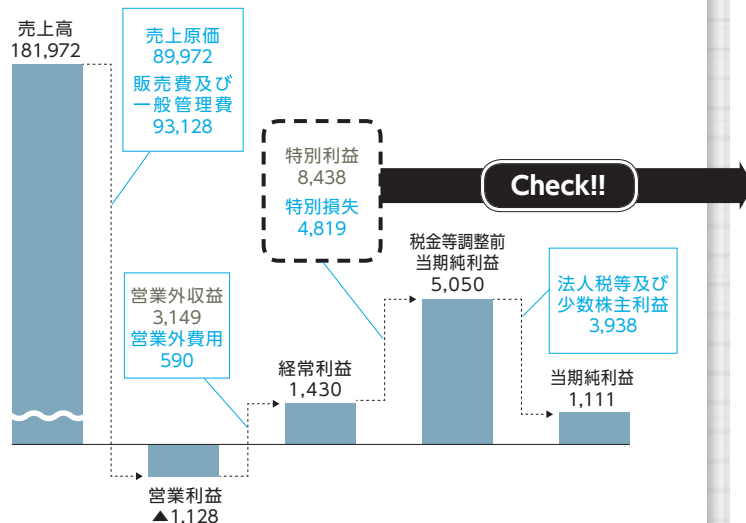 売上高
181,972
売上原価
89,972
販売費及び
一般管理費
93,128
営業利益
▲1,128
営業外収益
3,149
営業外費用
590
経常利益
1,430
特別利益
8,438
特別損失
4,819
Check!!
税金等調整前
当期純利益
5,050
法人税等及び
少数株主利益
3,938
当期純利益
1,111